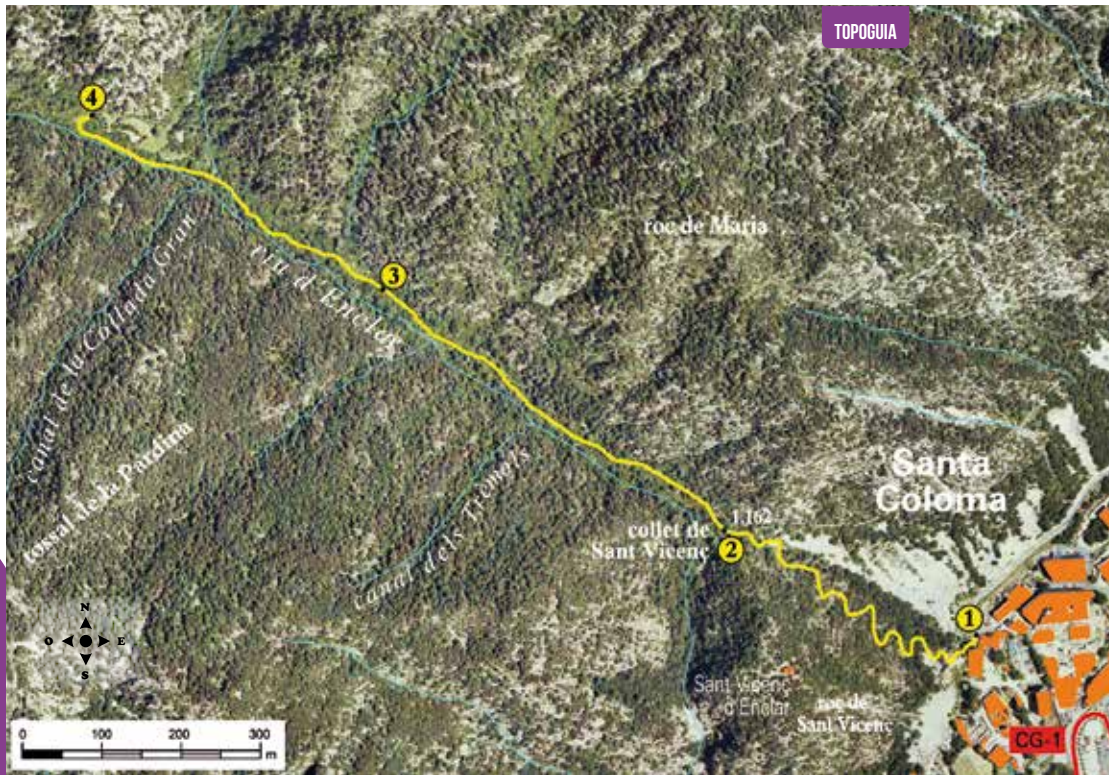 TOPOGUIA
4
roc de Maria
3
riu d'Enclar
canal de la Collada Gran
tossal de la Pardina
canal dels Tremors
Santa
Coloma
1.162
collet de
Sant Vicenç
2
1
Sant Vicenç
d'Enclar
roc de
Sant Vicenç
CG-1
N
O
E
S
0
100
200
300
m